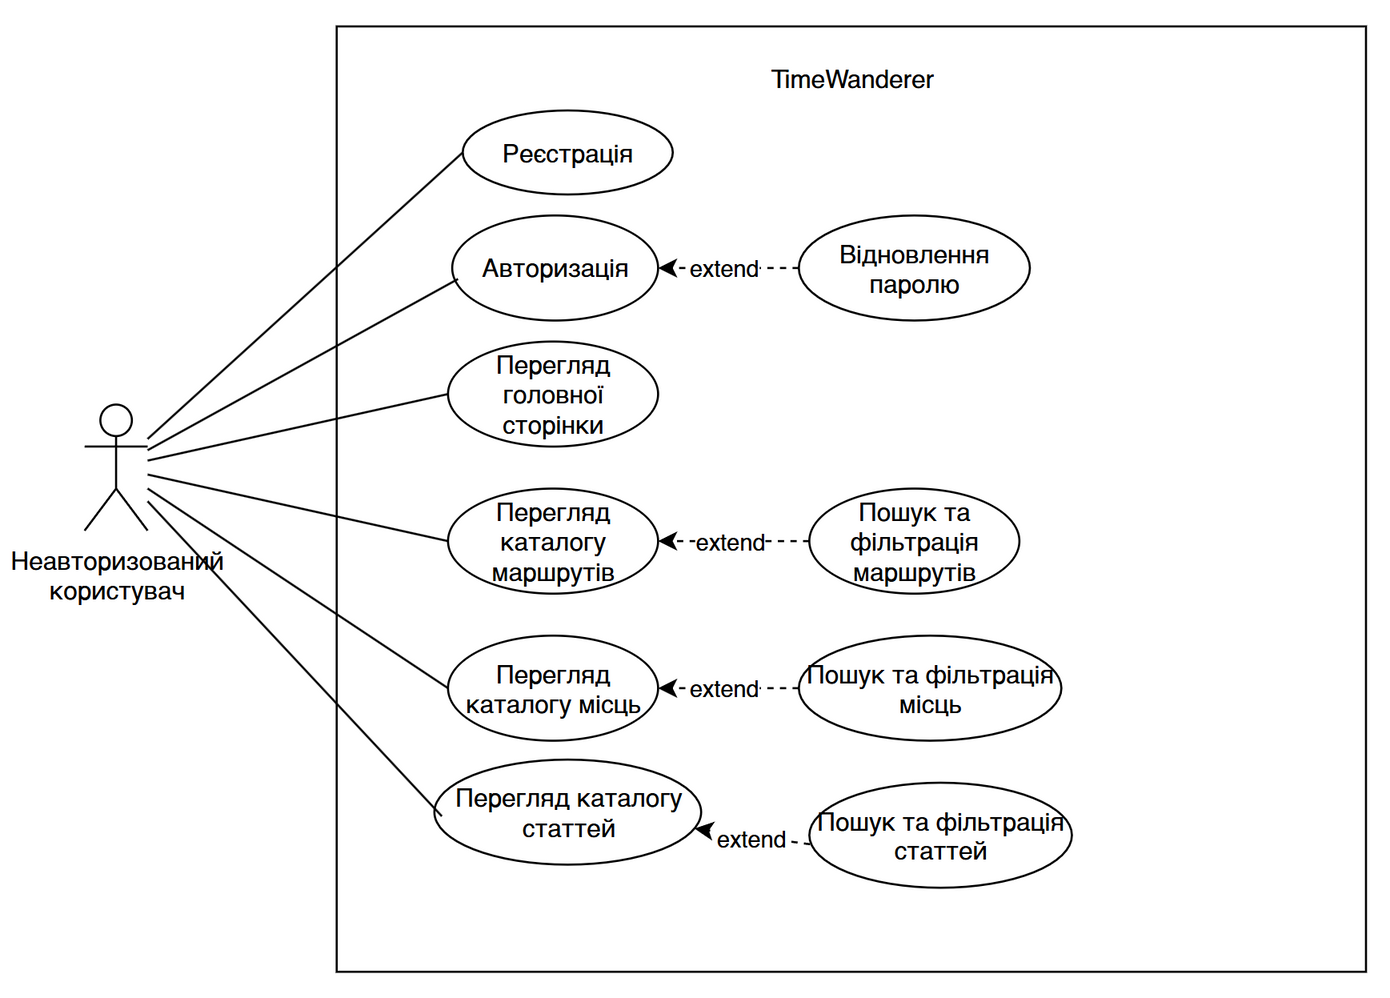 TimeWanderer
Реєстрація
Авторизація
extend
Відновлення
паролю
Перегляд
головної
сторінки
Неавторизований
користувач
Перегляд
каталогу
маршрутів
extend
Пошук та
фільтрація
маршрутів
Перегляд
каталогу місць
extend
Пошук та фільтрація
місць
Перегляд каталогу
статтей
extend
Пошук та фільтрація
статтей